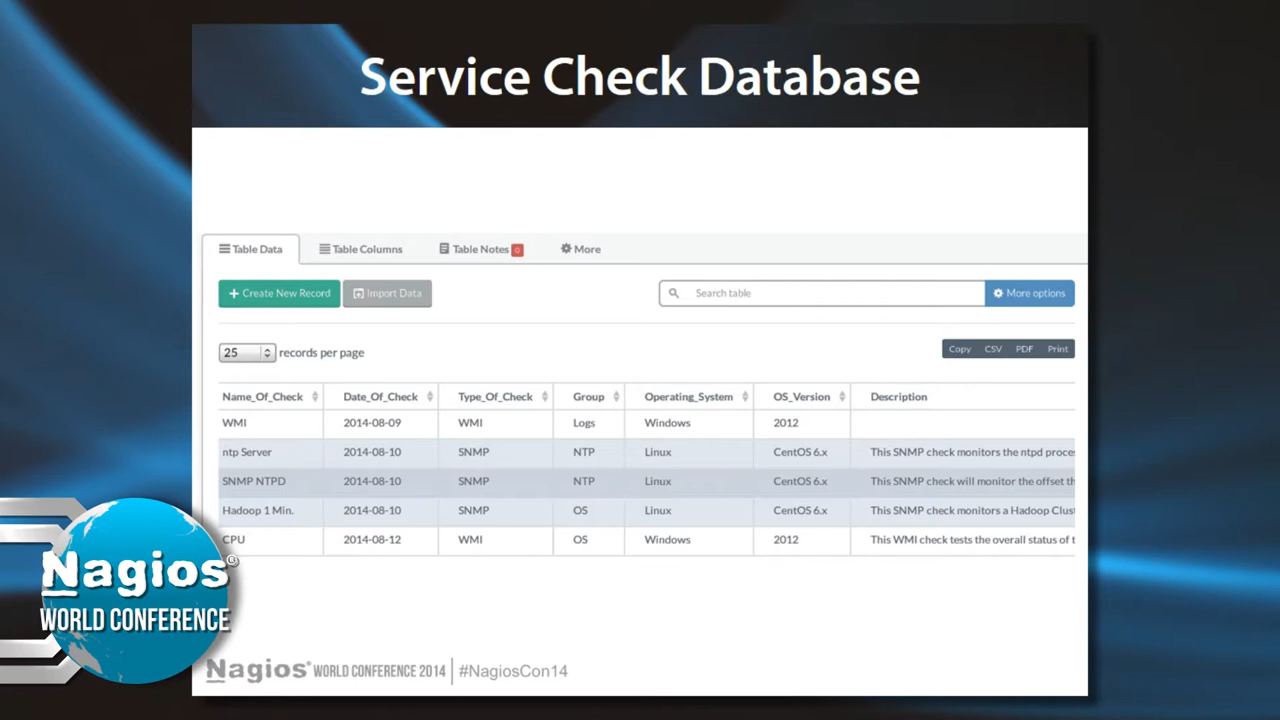 Service Check Database
Table Data Table Columns Table Notes 0 More
+ Create New Record Import Data Search table More options
25 records per page Copy CSV PDF Print
Name_Of_Check Date_Of_Check Type_Of_Check Group Operating_System OS_Version Description
WMI 2014-08-09 WMI Logs Windows 2012
ntp Server 2014-08-10 SNMP NTP Linux CentOS 6.x This SNMP check monitors the ntpd proce
SNMP NTPD 2014-08-10 SNMP NTP Linux CentOS 6.x This SNMP check will monitor the offset th
Hadoop 1 Min. 2014-08-10 SNMP OS Linux CentOS 6.x This SNMP check monitors a Hadoop Clus
CPU 2014-08-12 WMI OS Windows 2012 This WMI check tests the overall status of t
Nagios®
WORLD CONFERENCE
Nagios® WORLD CONFERENCE 2014 | #NagiosCon14